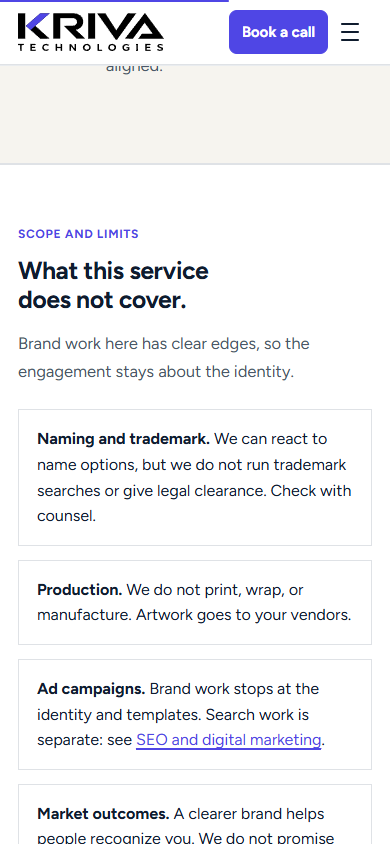 KRIVA
TECHNOLOGIES
Book a call
aligned.
SCOPE AND LIMITS
What this service
does not cover.
Brand work here has clear edges, so the
engagement stays about the identity.
Naming and trademark. We can react to
name options, but we do not run trademark
searches or give legal clearance. Check with
counsel.
Production. We do not print, wrap, or
manufacture. Artwork goes to your vendors.
Ad campaigns. Brand work stops at the
identity and templates. Search work is
separate: see SEO and digital marketing.
Market outcomes. A clearer brand helps
people recognize you. We do not promise